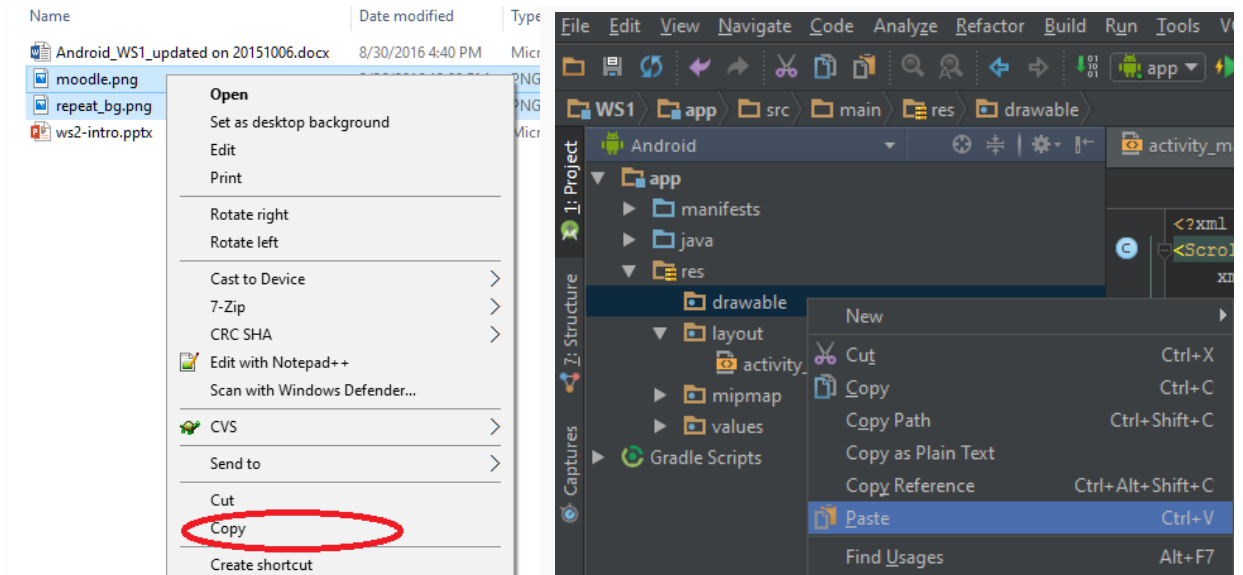 Name Date modified Type
Android_WS1_updated on 20151006.docx 8/30/2016 4:40 PM Micr
moodle.png PNG
repeat_bg.png PNG
ws2-intro.pptx Micr
Open
Set as desktop background
Edit
Print
Rotate right
Rotate left
Cast to Device
7-Zip
CRC SHA
Edit with Notepad++
Scan with Windows Defender...
CVS
Send to
Cut
Copy
Create shortcut
File Edit View Navigate Code Analyze Refactor Build Run Tools V
app
WS1 app src main res drawable
1: Project
7: Structure
Captures
Android
activity_m
app
manifests
java
res
drawable
layout
activity_
mipmap
values
Gradle Scripts
<?xml
<Scrol
xm
New
Cut Ctrl+X
Copy Ctrl+C
Copy Path Ctrl+Shift+C
Copy as Plain Text
Copy Reference Ctrl+Alt+Shift+C
Paste Ctrl+V
Find Usages Alt+F7